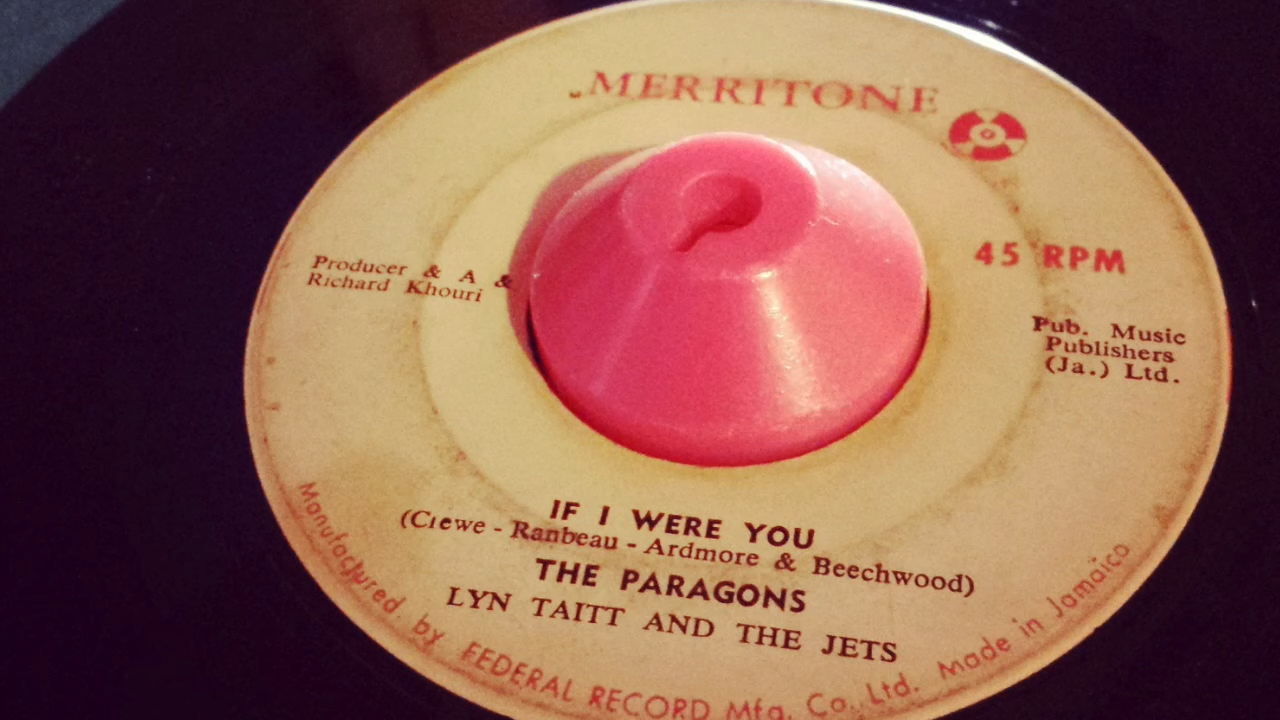 MERRITONE
45 RPM
Producer & A &
Richard Khouri
Pub. Music
Publishers
(Ja.) Ltd.
IF I WERE YOU
(Crewe - Ranbeau - Ardmore & Beechwood)
THE PARAGONS
LYN TAITT AND THE JETS
Manufactured by FEDERAL RECORD Mfg. Co. Ltd. Made in Jamaica